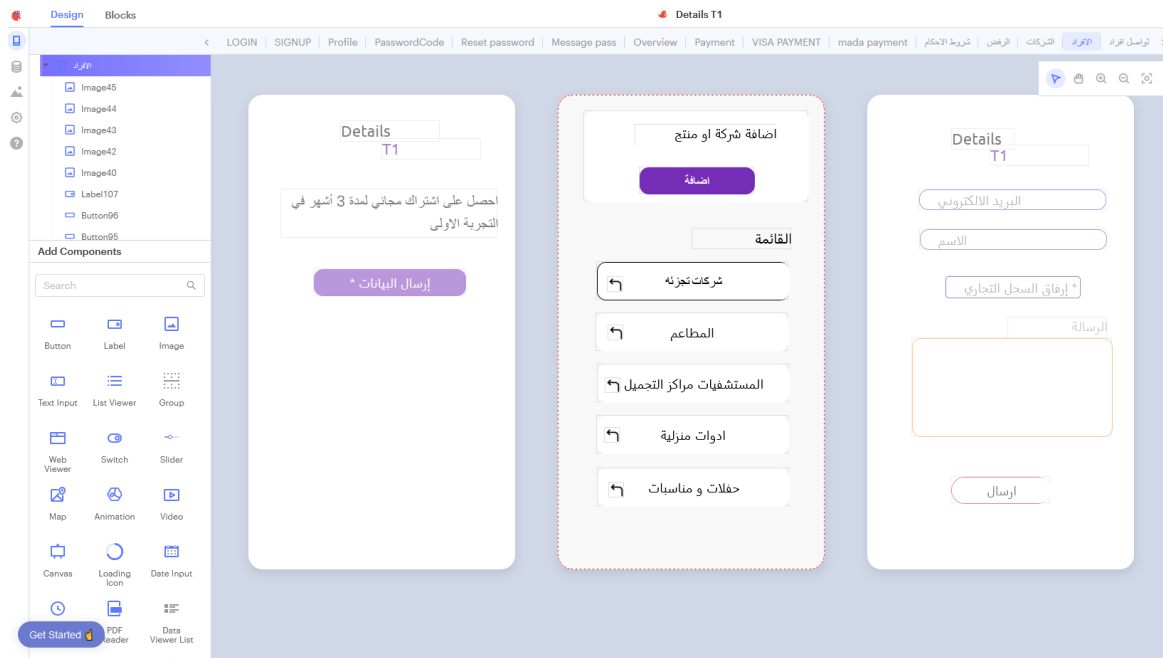 Design
Blocks
Details T1
LOGIN
SIGNUP
Profile
PasswordCode
Reset password
Message pass
Overview
Payment
VISA PAYMENT
mada payment
شروط الاحكام
الرفض
الشركات
الافراد
تواصل افراد
الافراد
Image45
Image44
Image43
Image42
Image40
Label107
Button96
Button95
Add Components
Search
Button
Label
Image
Text Input
List Viewer
Group
Web Viewer
Switch
Slider
Map
Animation
Video
Canvas
Loading Icon
Date Input
PDF Reader
Data Viewer List
Get Started
Details
T1
احصل على اشتراك مجاني لمدة 3 أشهر في
التجربة الاولى
إرسال البيانات *
اضافة شركة او منتج
اضافة
القائمة
شركات تجزئه
المطاعم
المستشفيات مراكز التجميل
ادوات منزلية
حفلات و مناسبات
Details
T1
البريد الالكتروني
الاسم
* إرفاق السجل التجاري
الرسالة
ارسال